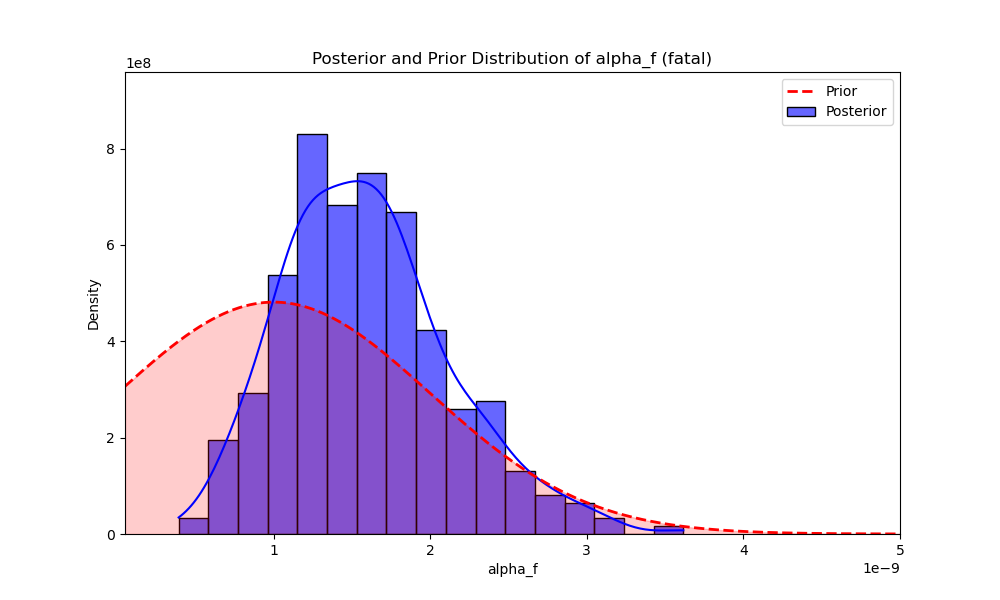 Posterior and Prior Distribution of alpha_f (fatal)
1e8
Prior
Posterior
8
6
4
2
0
Density
1
2
3
4
5
alpha_f
1e−9